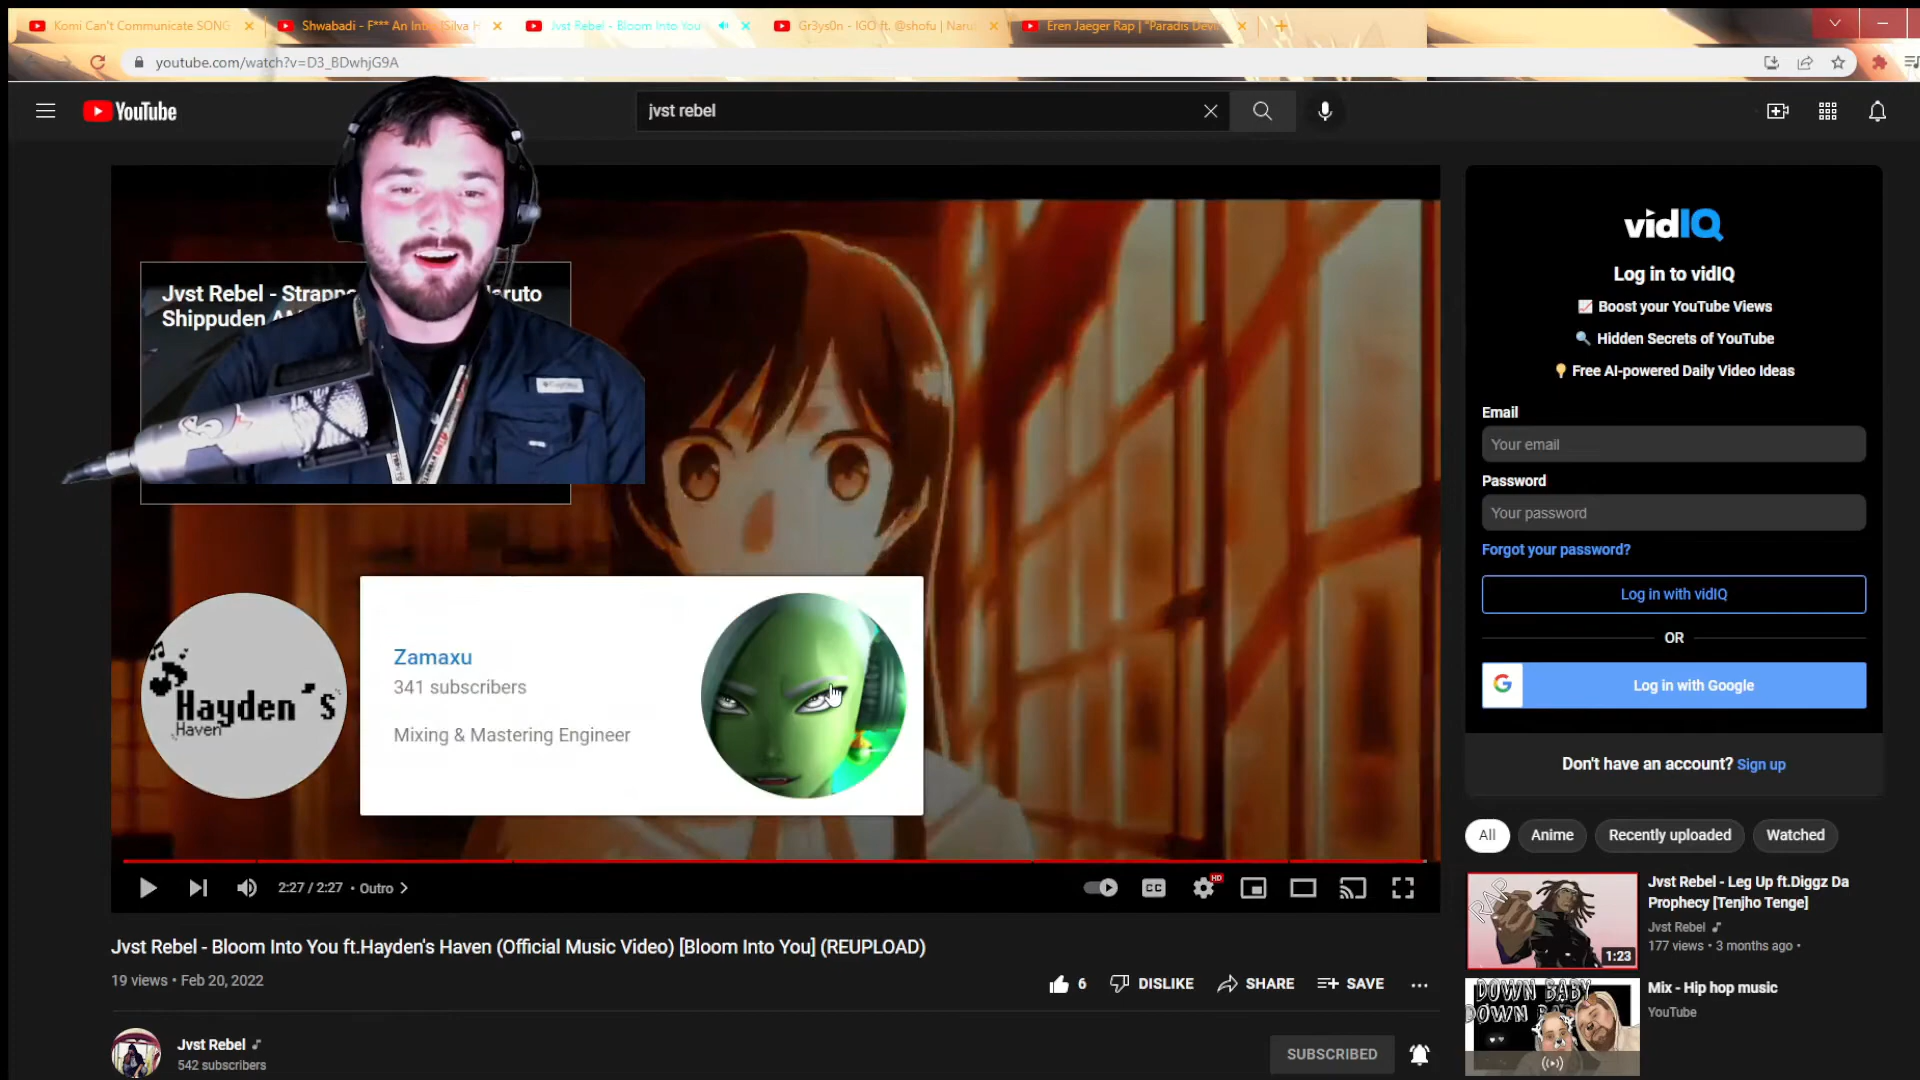 Komi Can't Communicate SONG
Shwabadi - F*** An Intro [Silva H
Jvst Rebel - Bloom Into You
Gr3ys0n - IGO ft. @shofu | Naru
Eren Jaeger Rap | "Paradis Devi
youtube.com/watch?v=D3_BDwhjG9A
YouTube
jvst rebel
Jvst Rebel - Strapp
aruto
Shippuden
Hayden's
Haven
Zamaxu
341 subscribers
Mixing & Mastering Engineer
2:27 / 2:27 • Outro
CC
HD
Jvst Rebel - Bloom Into You ft.Hayden's Haven (Official Music Video) [Bloom Into You] (REUPLOAD)
19 views • Feb 20, 2022
6
DISLIKE
SHARE
SAVE
Jvst Rebel
542 subscribers
SUBSCRIBED
vidIQ
Log in to vidIQ
Boost your YouTube Views
Hidden Secrets of YouTube
Free AI-powered Daily Video Ideas
Email
Your email
Password
Your password
Forgot your password?
Log in with vidIQ
OR
Log in with Google
Don't have an account? Sign up
All
Anime
Recently uploaded
Watched
RAP
1:23
Jvst Rebel - Leg Up ft.Diggz Da
Prophecy [Tenjho Tenge]
Jvst Rebel
177 views • 3 months ago •
DOWN BABY
DOWN BA
Mix - Hip hop music
YouTube